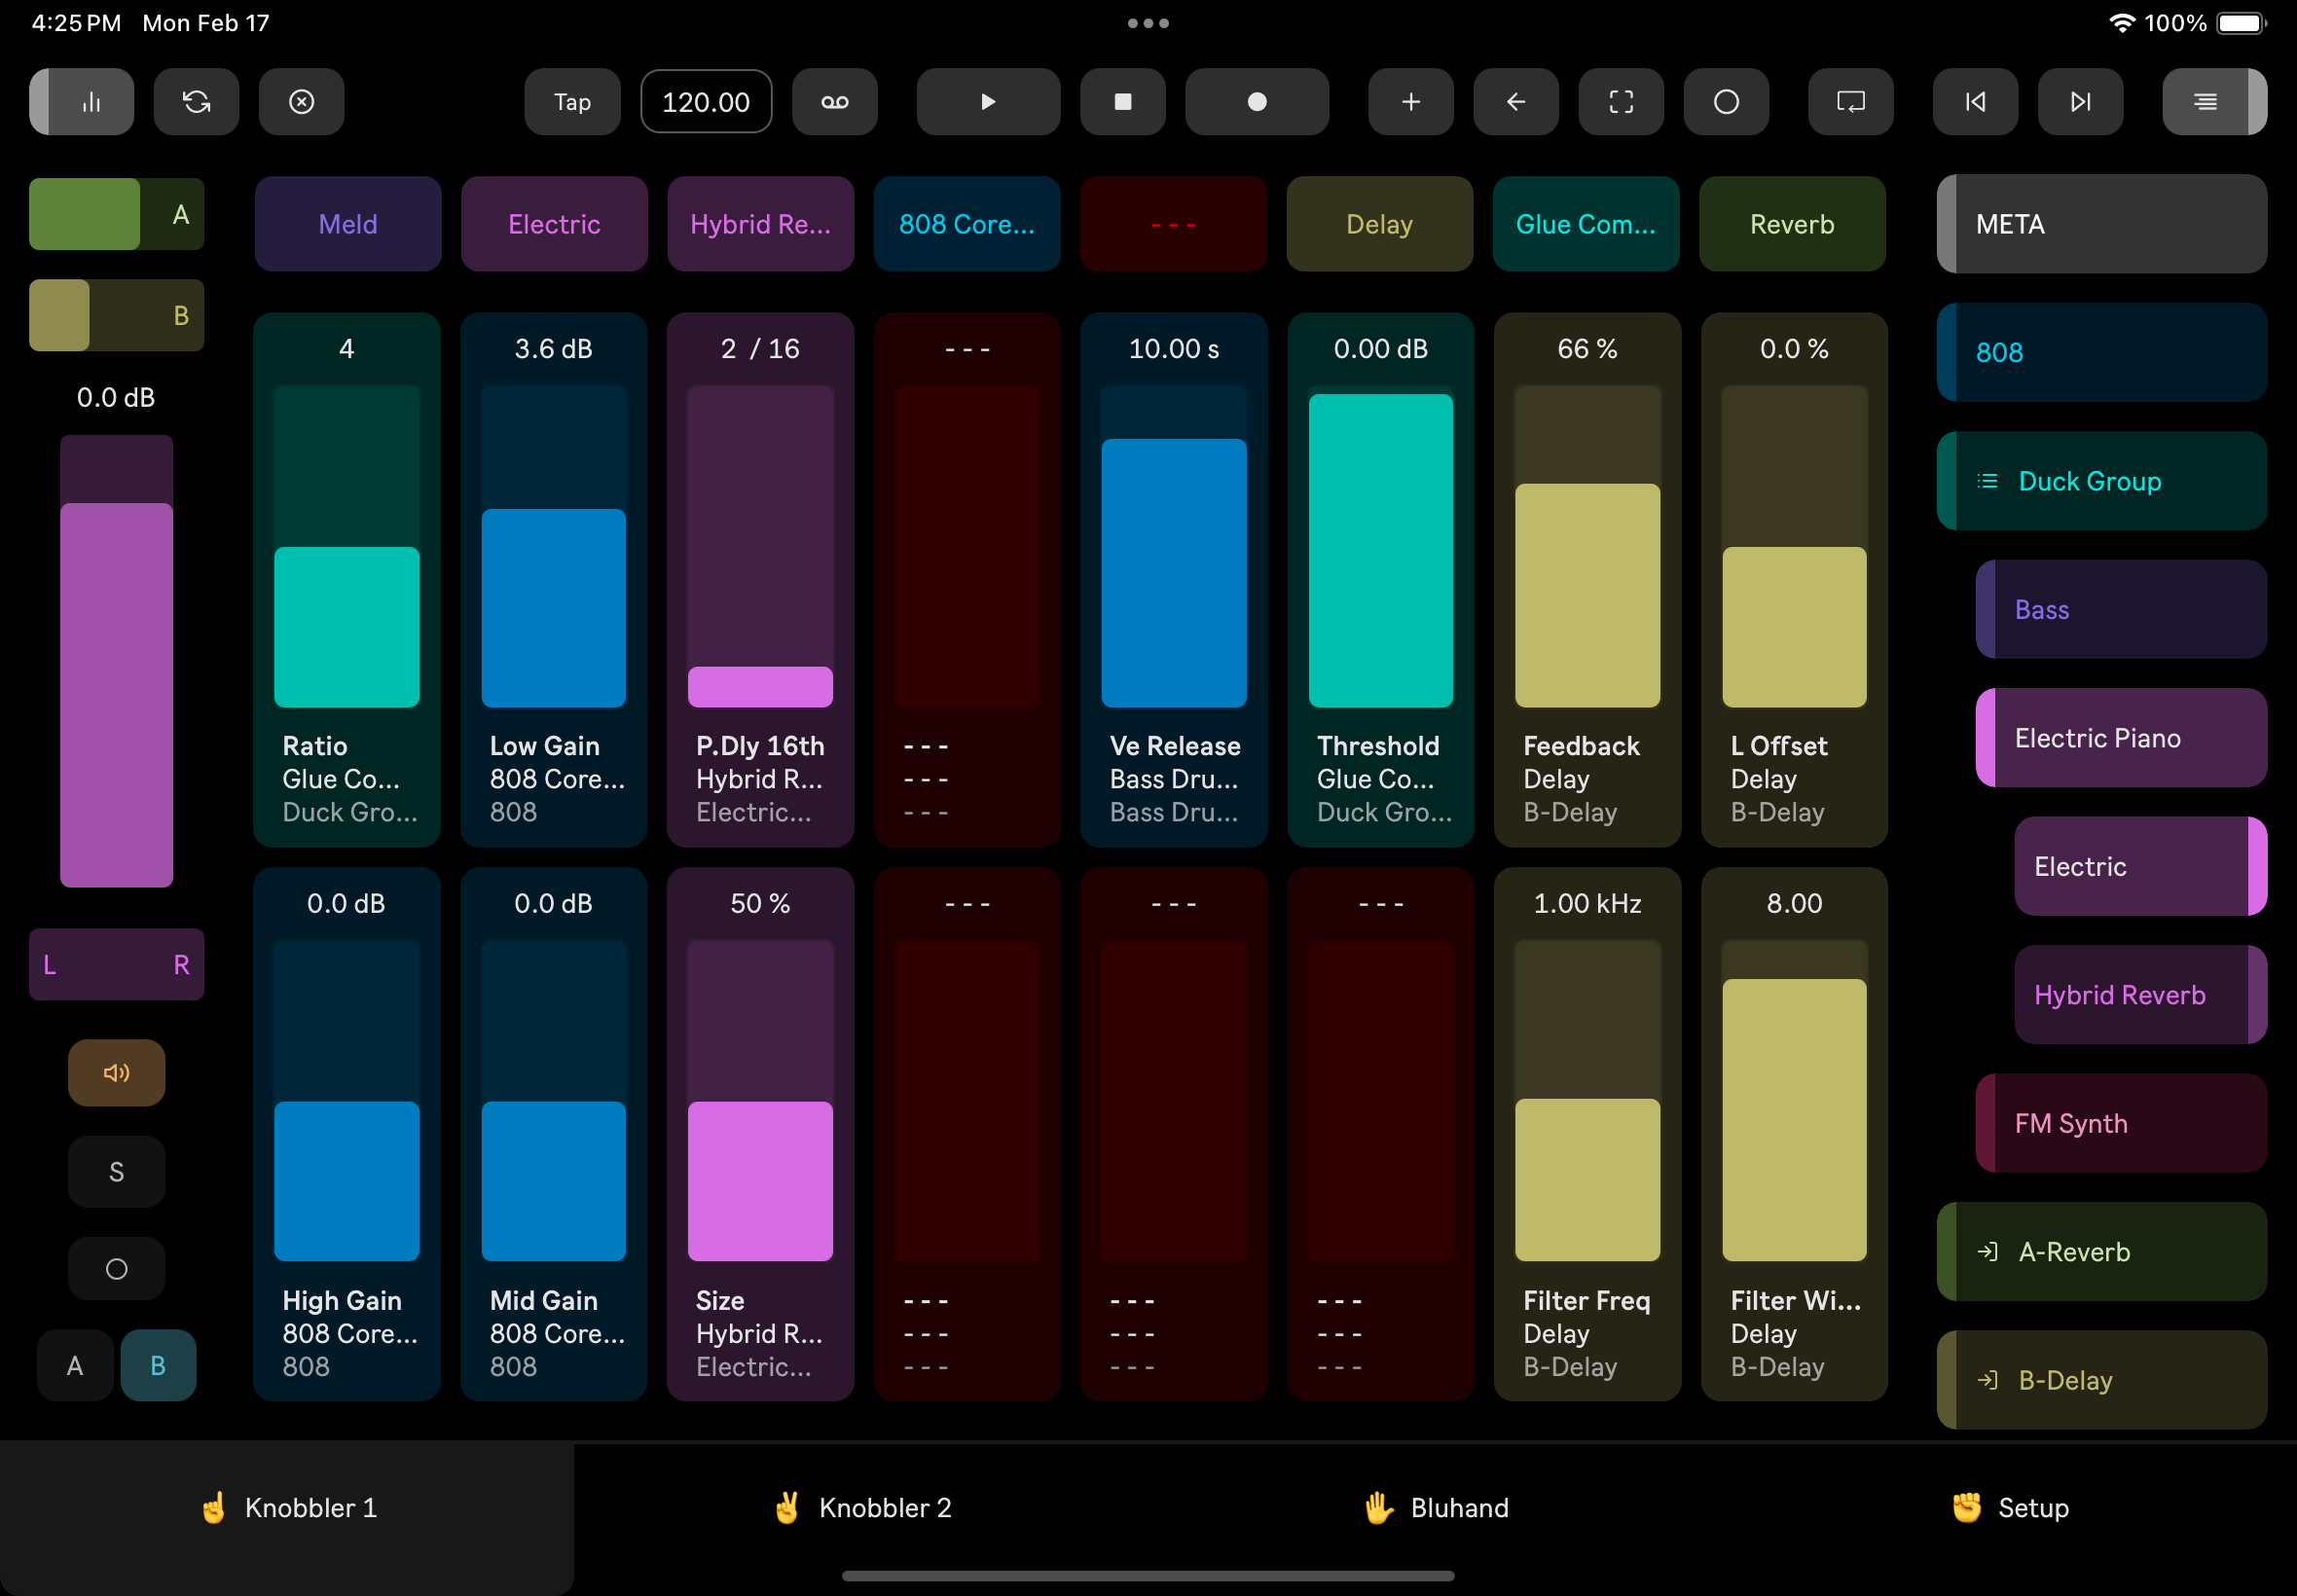 4:25 PM Mon Feb 17
100%
Tap 120.00
A
B
0.0 dB
L R
S
A B
Meld Electric Hybrid Re... 808 Core... - - - Delay Glue Com... Reverb
4 3.6 dB 2 / 16 - - - 10.00 s 0.00 dB 66 % 0.0 %
Ratio Low Gain P.Dly 16th - - - Ve Release Threshold Feedback L Offset
Glue Co... 808 Core... Hybrid R... - - - Bass Dru... Glue Co... Delay Delay
Duck Gro... 808 Electric... - - - Bass Dru... Duck Gro... B-Delay B-Delay
0.0 dB 0.0 dB 50 % - - - - - - - - - 1.00 kHz 8.00
High Gain Mid Gain Size - - - - - - - - - Filter Freq Filter Wi...
808 Core... 808 Core... Hybrid R... - - - - - - - - - Delay Delay
808 808 Electric... - - - - - - - - - B-Delay B-Delay
META
808
Duck Group
Bass
Electric Piano
Electric
Hybrid Reverb
FM Synth
A-Reverb
B-Delay
☝️ Knobbler 1 ✌️ Knobbler 2 🖐️ Bluhand ✊ Setup